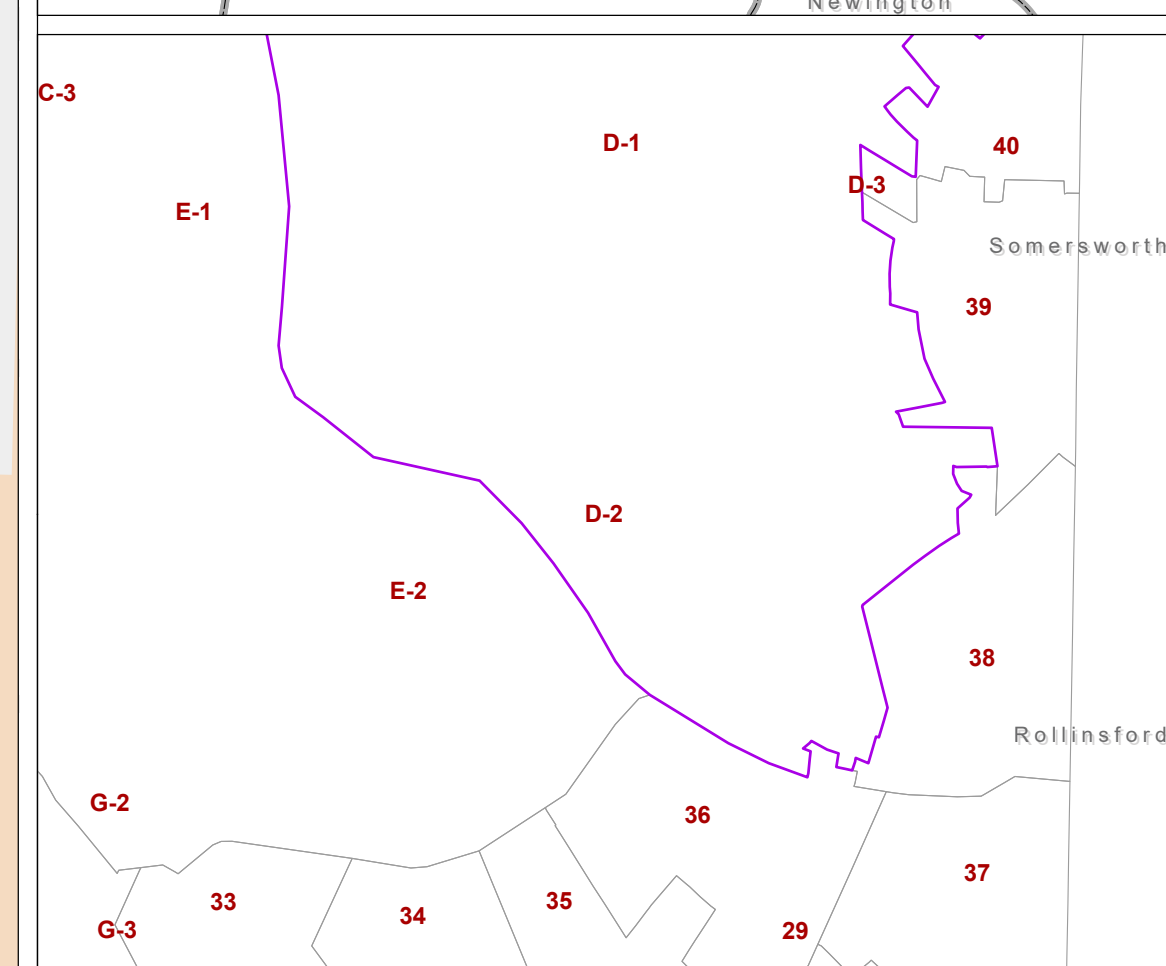 Newington
C-3
D-1
40
D-3
E-1
Somersworth
39
D-2
E-2
38
Rollinsford
G-2
36
37
33
35
34
G-3
29